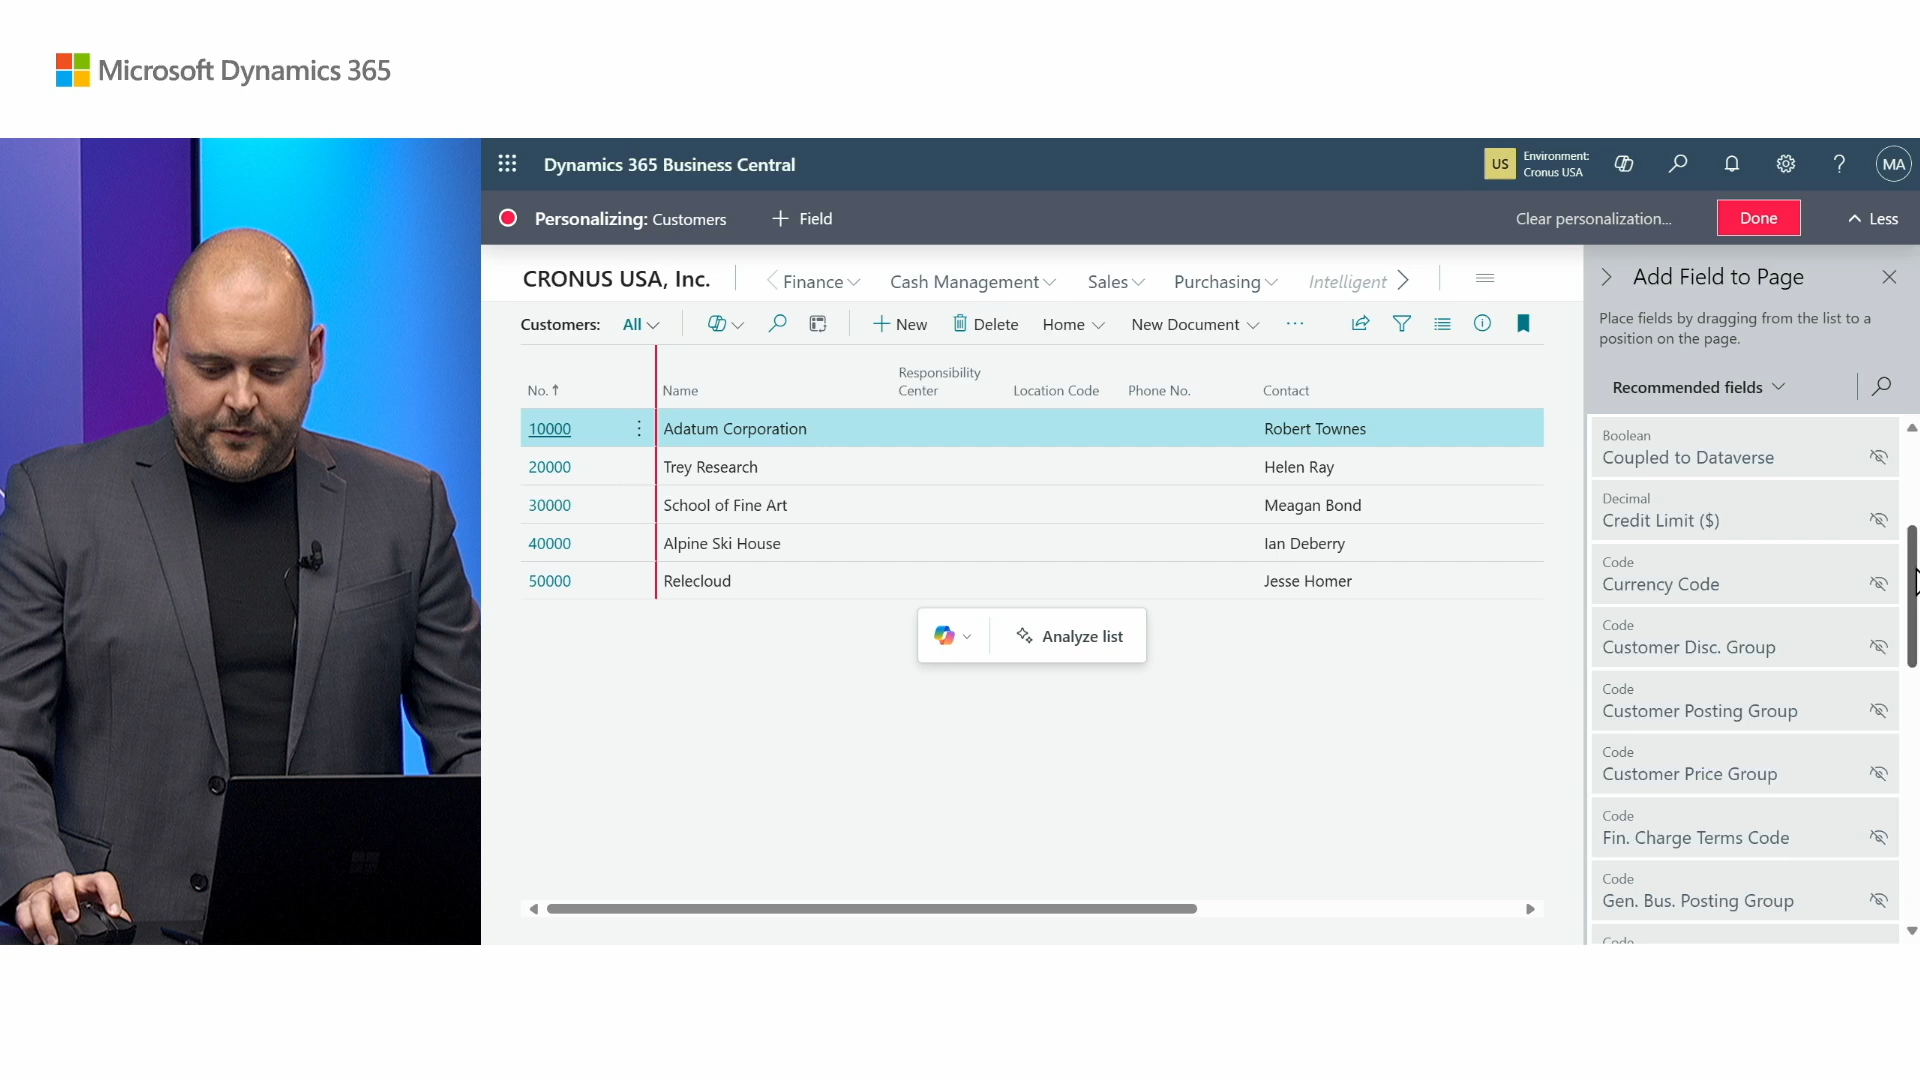 Microsoft Dynamics 365
Dynamics 365 Business Central
US
Environment:
Cronus USA
?
MA
Personalizing: Customers
+ Field
Clear personalization...
Done
Less
CRONUS USA, Inc.
Finance
Cash Management
Sales
Purchasing
Intelligent
Customers:
All
+ New
Delete
Home
New Document
...
No. ↑
Name
Responsibility
Center
Location Code
Phone No.
Contact
10000
Adatum Corporation
Robert Townes
20000
Trey Research
Helen Ray
30000
School of Fine Art
Meagan Bond
40000
Alpine Ski House
Ian Deberry
50000
Relecloud
Jesse Homer
Analyze list
Add Field to Page
Place fields by dragging from the list to a
position on the page.
Recommended fields
Boolean
Coupled to Dataverse
Decimal
Credit Limit ($)
Code
Currency Code
Code
Customer Disc. Group
Code
Customer Posting Group
Code
Customer Price Group
Code
Fin. Charge Terms Code
Code
Gen. Bus. Posting Group
Code